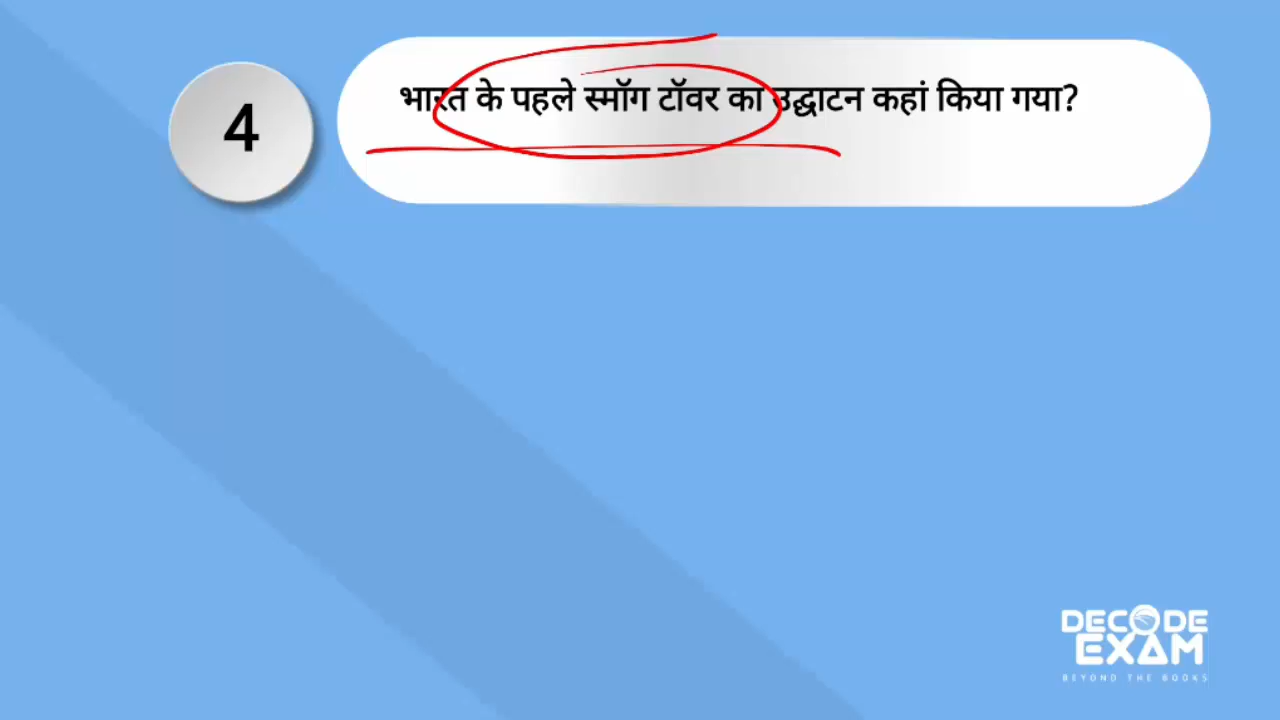 4
भारत के पहले स्मॉग टॉवर का उद्घाटन कहां किया गया?
DECODE
EXAM
BEYOND THE BOOKS